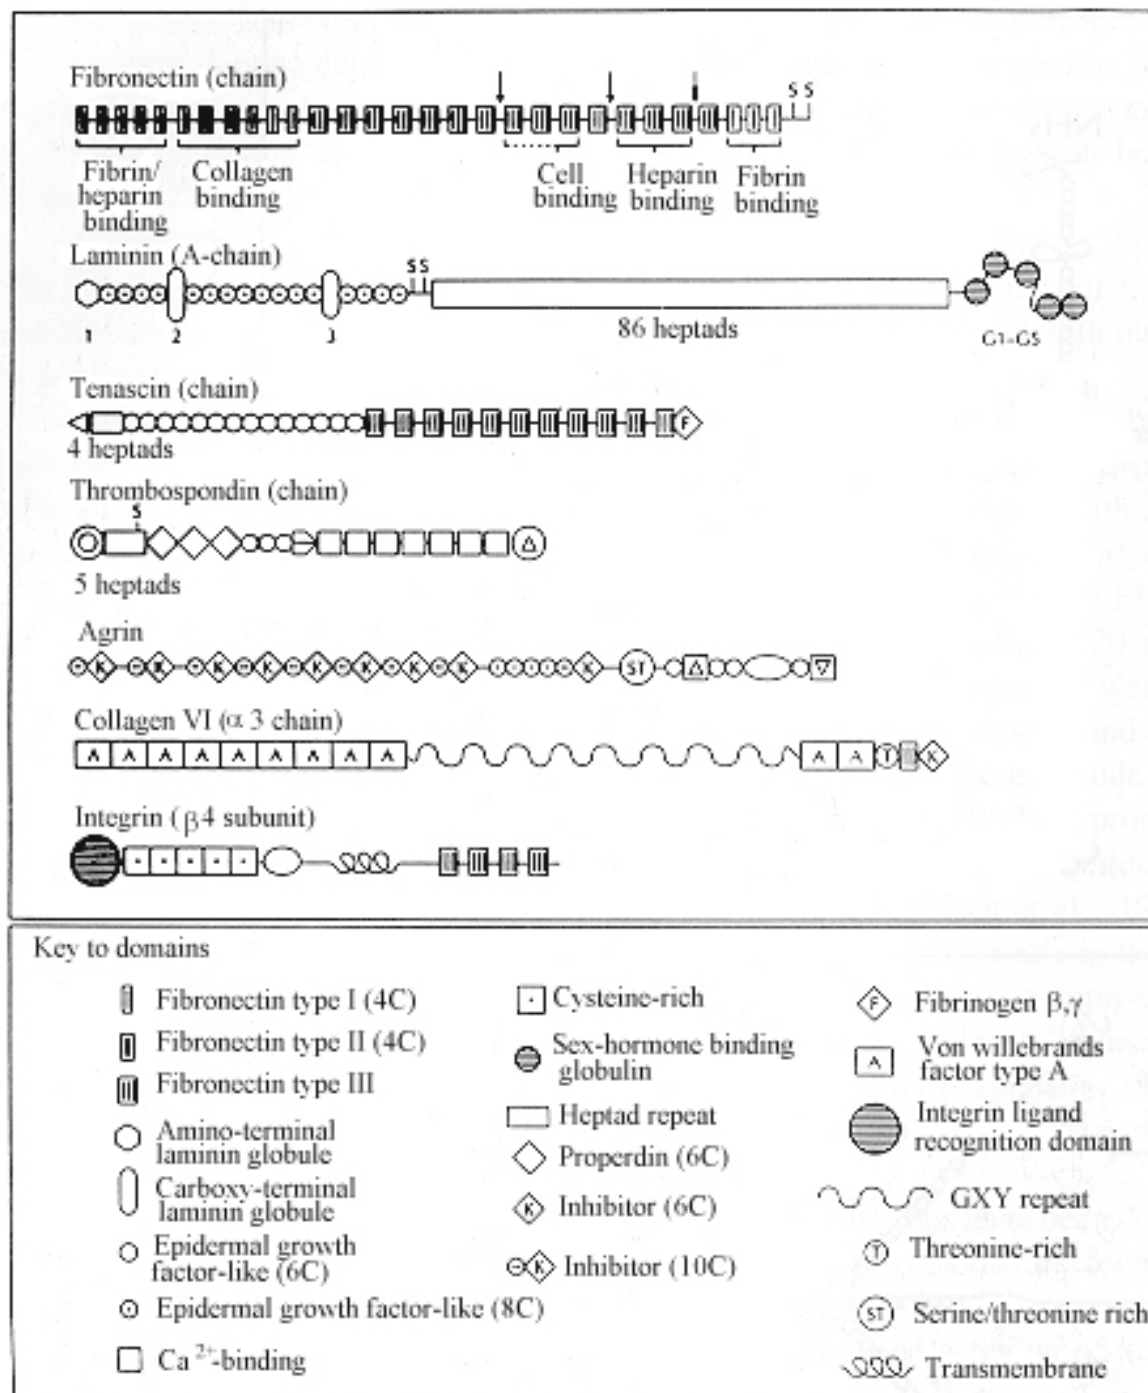 Fibronectin (chain)
S S
Fibrin/
heparin
binding
Collagen
binding
Cell
binding
Heparin
binding
Fibrin
binding
Laminin (A-chain)
SS
1 2 3
86 heptads
G1-G5
Tenascin (chain)
F
4 heptads
Thrombospondin (chain)
S
5 heptads
Agrin
K K K K K K K K K ST
Collagen VI (α 3 chain)
A A A A A A A A A A A T K
Integrin (β4 subunit)
Key to domains
Fibronectin type I (4C)
Fibronectin type II (4C)
Fibronectin type III
Amino-terminal
laminin globule
Carboxy-terminal
laminin globule
Epidermal growth
factor-like (6C)
Epidermal growth factor-like (8C)
Ca 2+-binding
Cysteine-rich
Sex-hormone binding
globulin
Heptad repeat
Properdin (6C)
K Inhibitor (6C)
K Inhibitor (10C)
F Fibrinogen β,γ
A Von willebrands
factor type A
Integrin ligand
recognition domain
GXY repeat
T Threonine-rich
ST Serine/threonine rich
Transmembrane